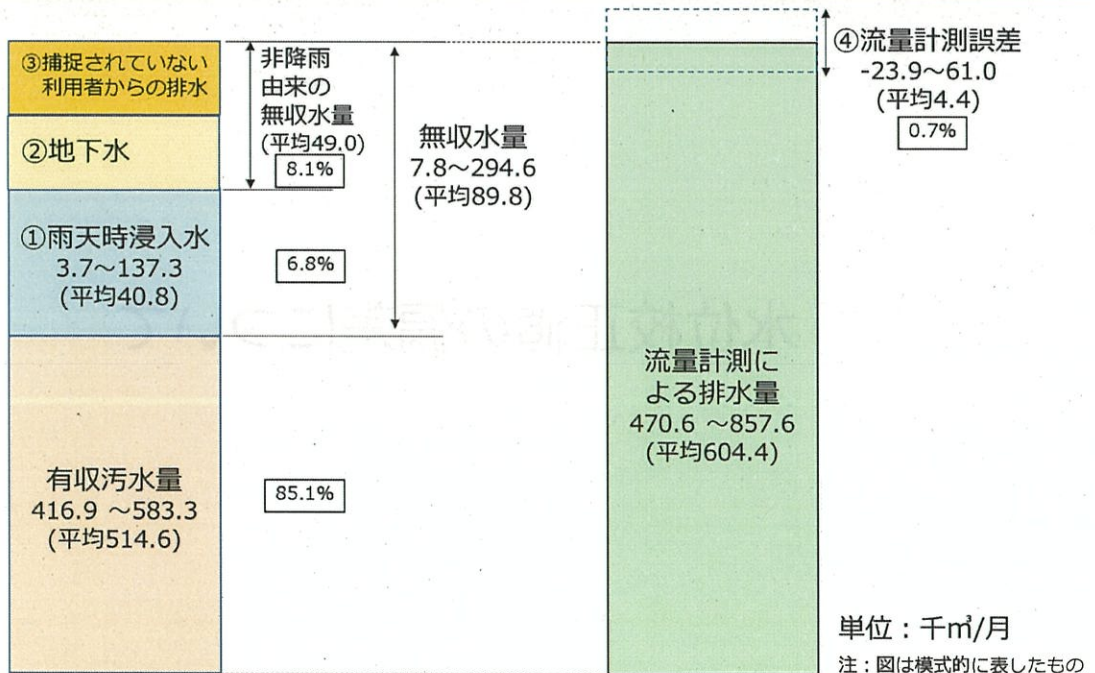 ③捕捉されていない
利用者からの排水
②地下水
①雨天時浸入水
3.7～137.3
(平均40.8)
有収汚水量
416.9 ～583.3
(平均514.6)
非降雨
由来の
無収水量
(平均49.0)
8.1%
6.8%
85.1%
無収水量
7.8～294.6
(平均89.8)
流量計測に
よる排水量
470.6 ～857.6
(平均604.4)
④流量計測誤差
-23.9～61.0
(平均4.4)
0.7%
単位：千㎥/月
注：図は模式的に表したもの